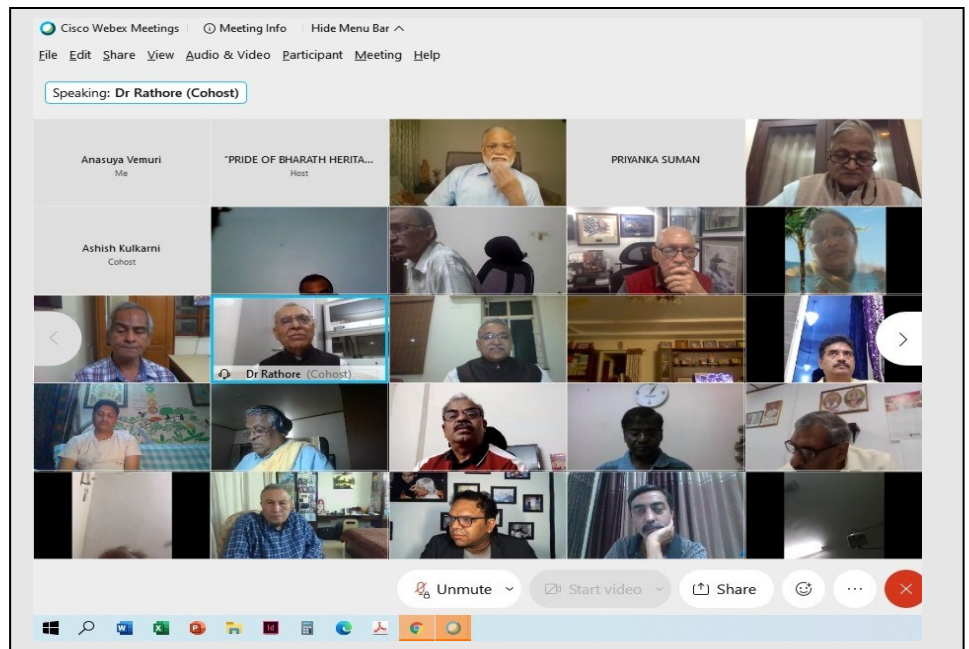 Cisco Webex Meetings Meeting Info Hide Menu Bar
File Edit Share View Audio & Video Participant Meeting Help
Speaking: Dr Rathore (Cohost)
Anasuya Vemuri
Me
"PRIDE OF BHARATH HERITA...
Host
PRIYANKA SUMAN
Ashish Kulkarni
Cohost
Dr Rathore (Cohost)
Unmute Start video Share